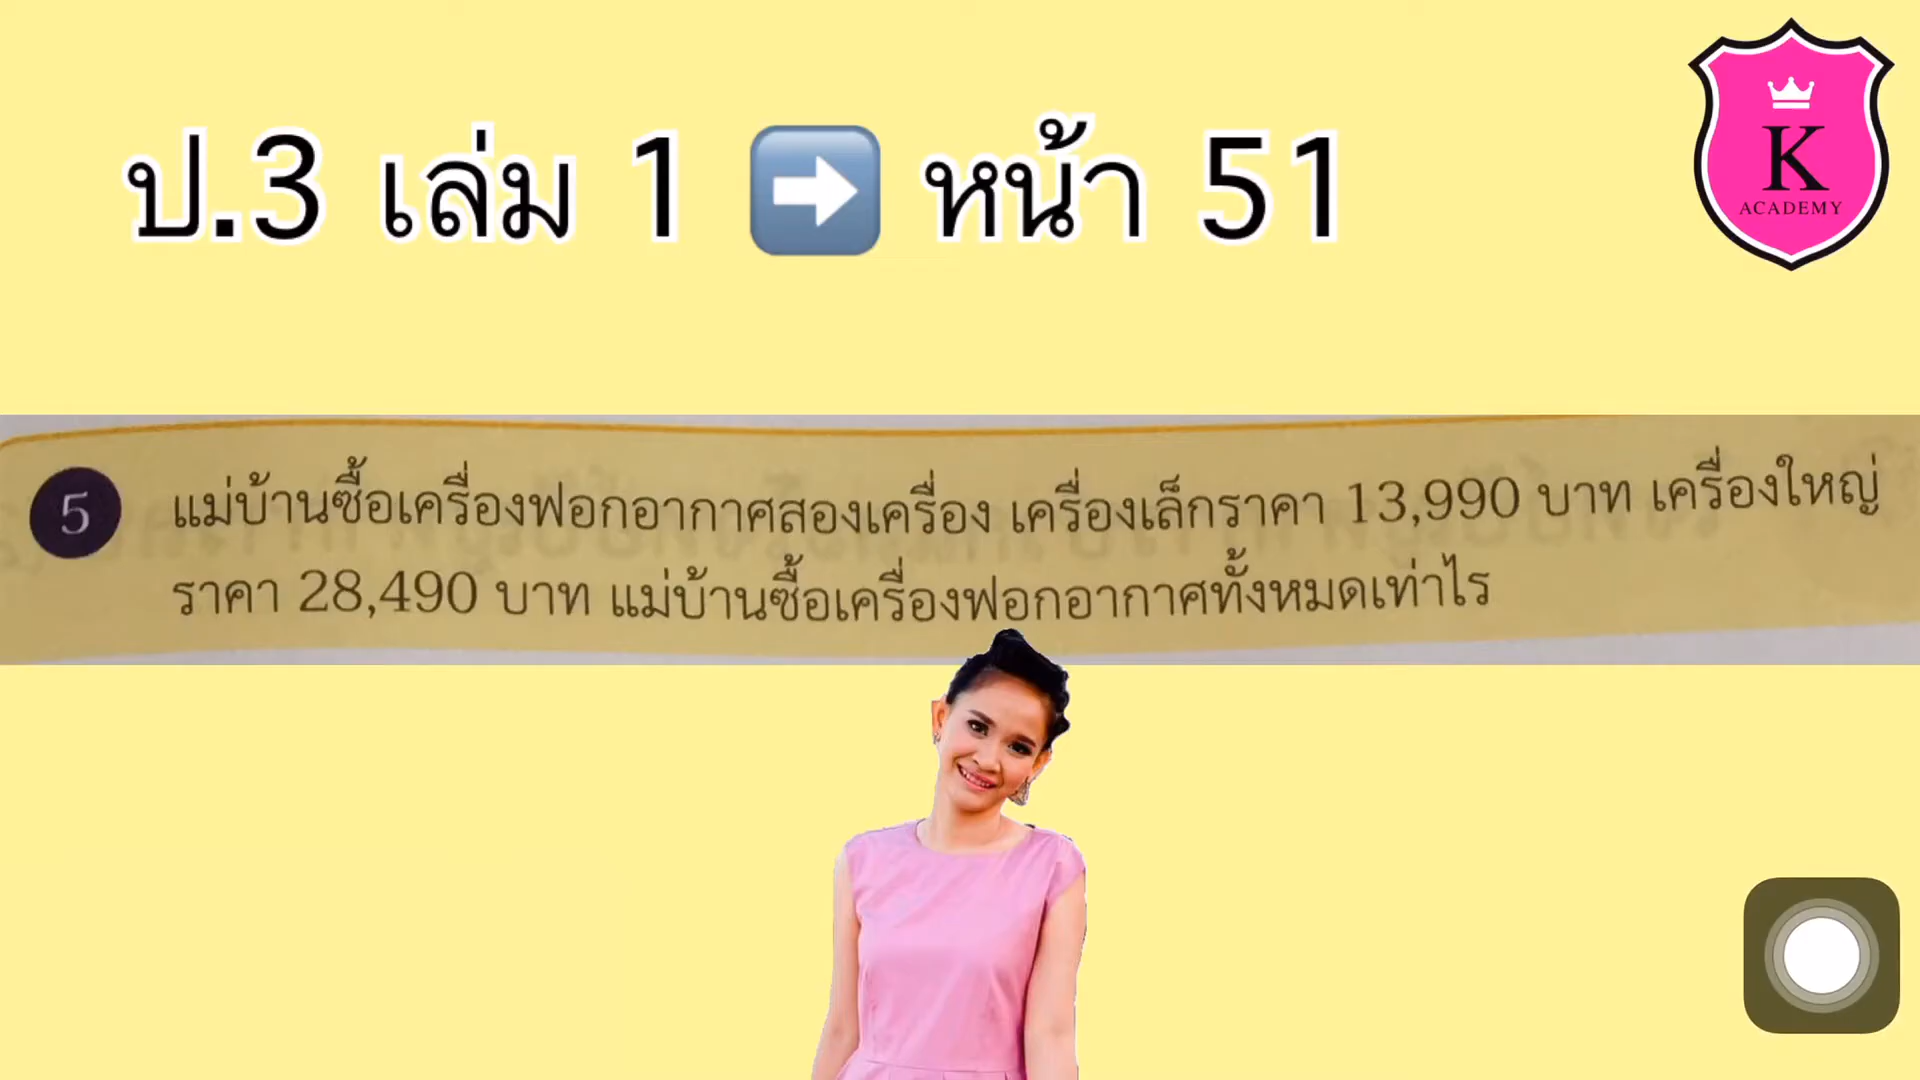 ป.3 เล่ม 1 ➡️ หน้า 51
K
ACADEMY
5 แม่บ้านซื้อเครื่องฟอกอากาศสองเครื่อง เครื่องเล็กราคา 13,990 บาท เครื่องใหญ่
ราคา 28,490 บาท แม่บ้านซื้อเครื่องฟอกอากาศทั้งหมดเท่าไร